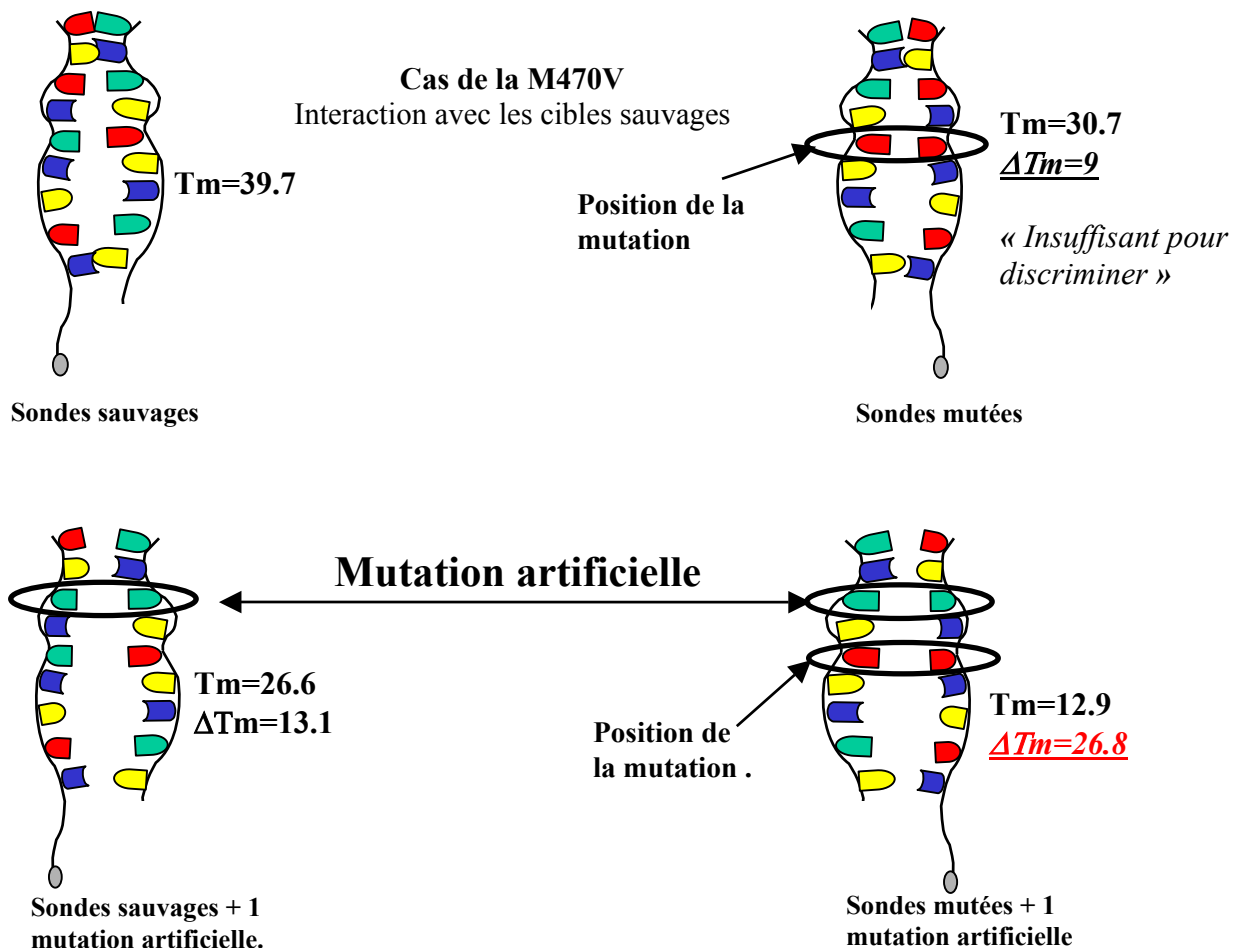 Cas de la M470V
Interaction avec les cibles sauvages
Tm=39.7
Tm=30.7
ΔTm=9
Position de la
mutation
« Insuffisant pour
discriminer »
Sondes sauvages
Sondes mutées
Mutation artificielle
Tm=26.6
ΔTm=13.1
Position de
la mutation .
Tm=12.9
ΔTm=26.8
Sondes sauvages + 1
mutation artificielle.
Sondes mutées + 1
mutation artificielle